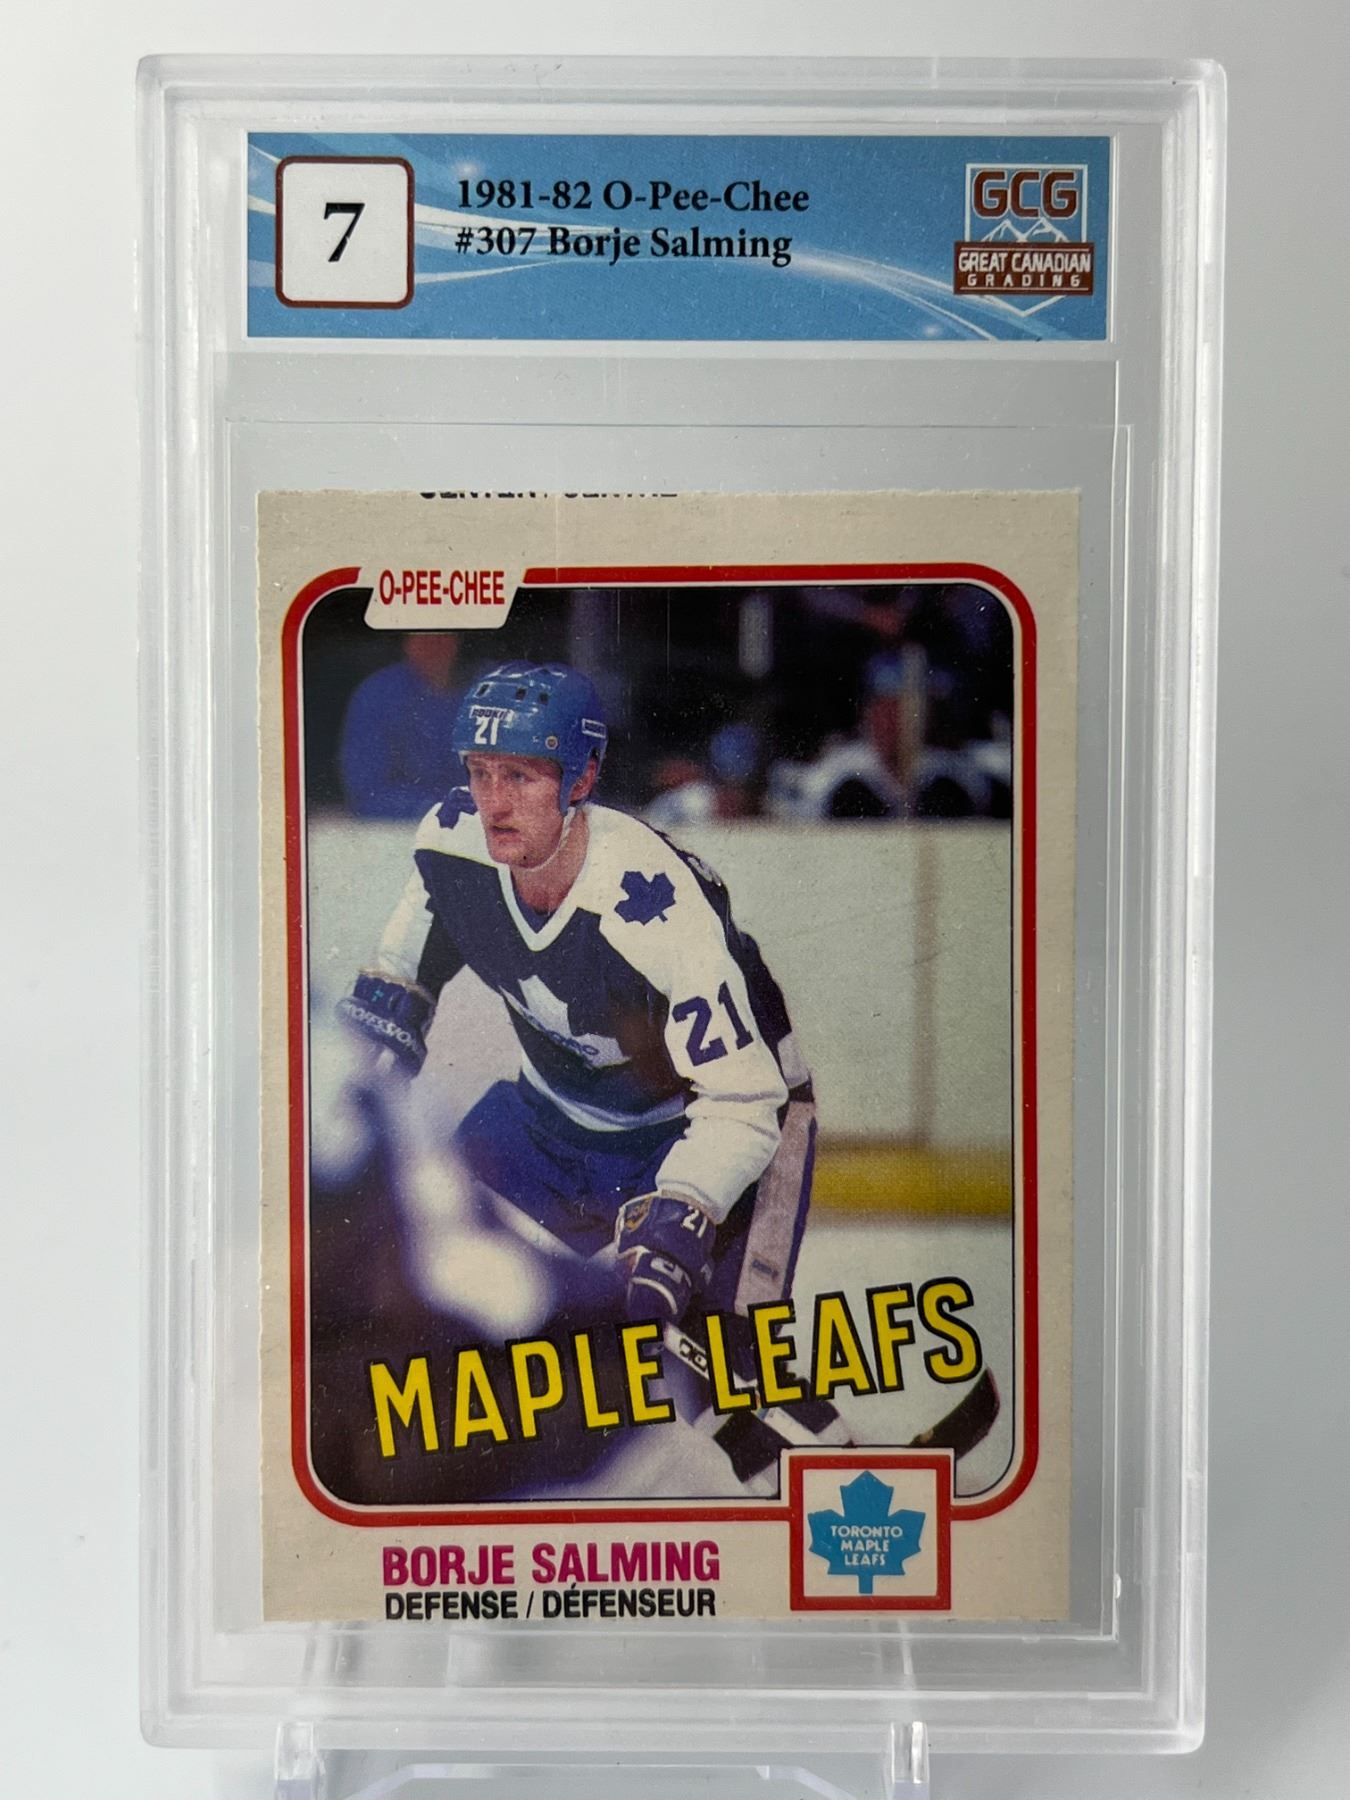 7
1981-82 O-Pee-Chee
#307 Borje Salming
GCG
GREAT CANADIAN
GRADING
O-PEE-CHEE
21
21
21
MAPLE LEAFS
TORONTO
MAPLE
LEAFS
BORJE SALMING
DEFENSE / DÉFENSEUR